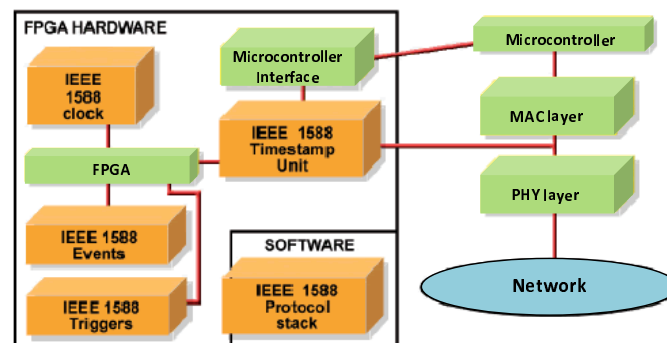 FPGA HARDWARE
IEEE
1588
clock
FPGA
IEEE 1588
Events
IEEE 1588
Triggers
Microcontroller
Interface
IEEE 1588
Timestamp
Unit
SOFTWARE
IEEE 1588
Protocol
stack
Microcontroller
MAC layer
PHY layer
Network